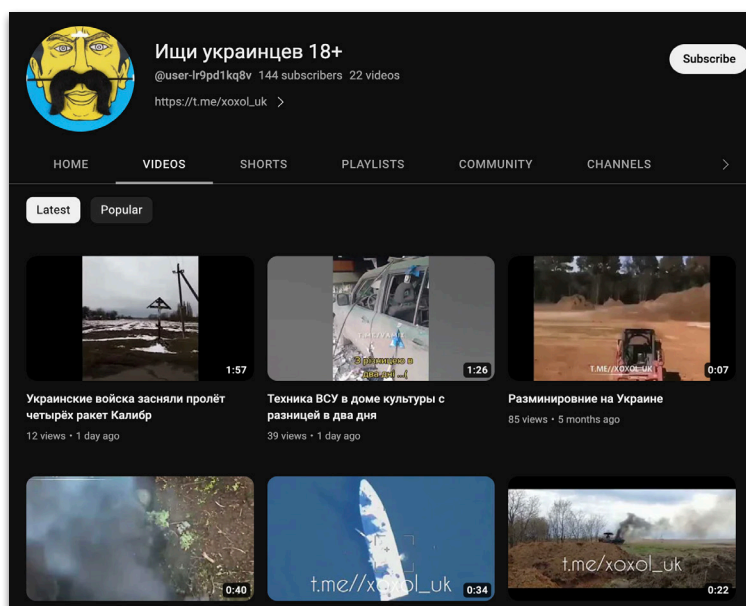 Ищи украинцев 18+
@user-lr9pd1kq8v 144 subscribers 22 videos
https://t.me/xoxol_uk
Subscribe
HOME VIDEOS SHORTS PLAYLISTS COMMUNITY CHANNELS
Latest Popular
1:57
З різницею в
два дні ...(
1:26
T.ME//XOXOL_UK
0:07
Украинские войска засняли пролёт
четырёх ракет Калибр
12 views • 1 day ago
Техника ВСУ в доме культуры с
разницей в два дня
39 views • 1 day ago
Разминировние на Украине
85 views • 5 months ago
0:40
t.me//xoxol_uk
0:34
t.me/xoxol_uk
0:22